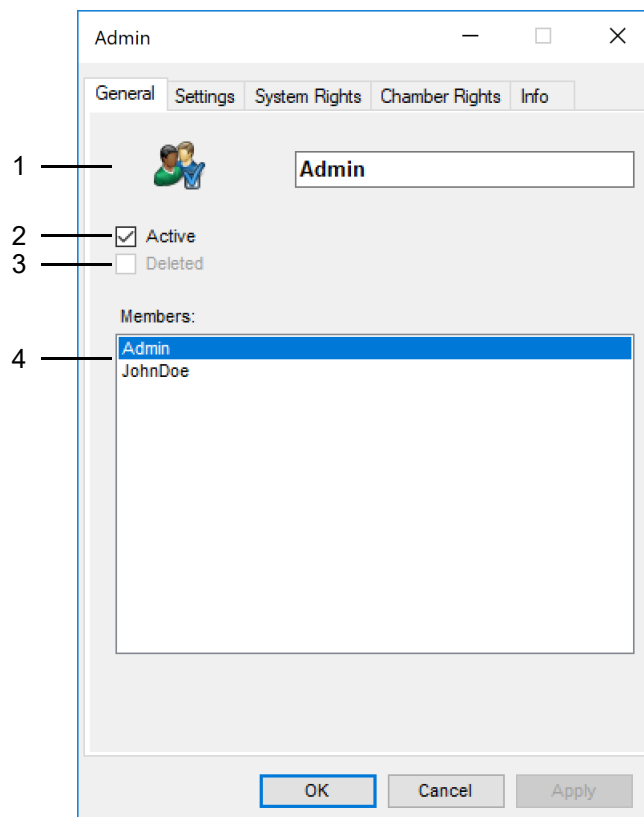 Admin
General Settings System Rights Chamber Rights Info
1 Admin
2 Active
3 Deleted
Members:
4 Admin
JohnDoe
OK Cancel Apply